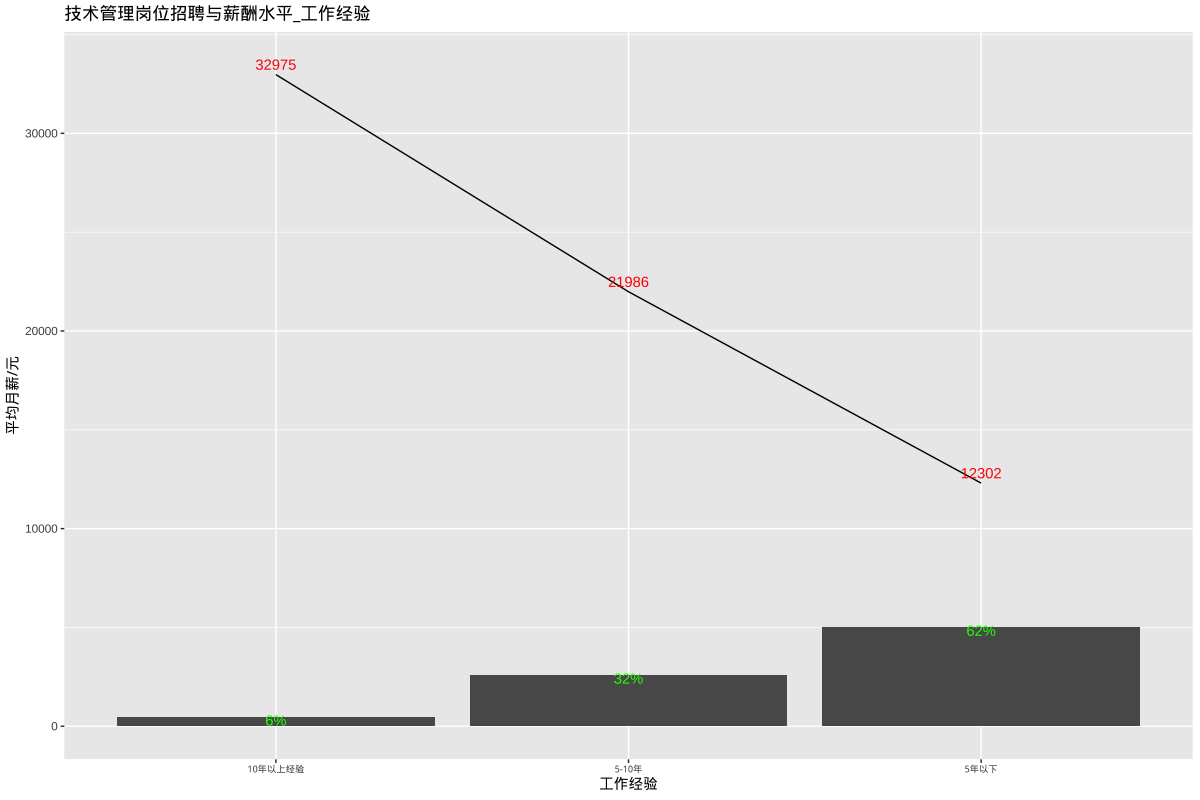 技术管理岗位招聘与薪酬水平_工作经验
32975
30000
21986
20000
平均月薪/元
12302
10000
62%
32%
6%
0
10年以上经验
5-10年
5年以下
工作经验